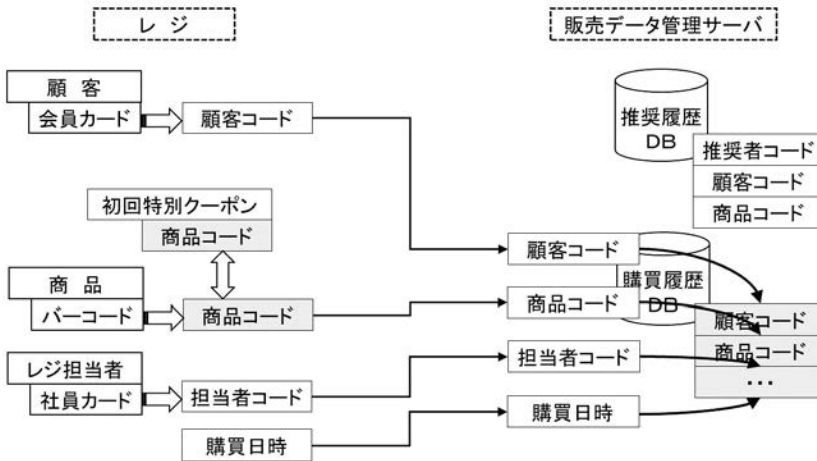 レ ジ
販売データ管理サーバ
顧 客
会員カード
顧客コード
推奨履歴
DB
推奨者コード
顧客コード
商品コード
初回特別クーポン
商品コード
顧客コード
購買履歴
DB
商 品
バーコード
商品コード
商品コード
顧客コード
商品コード
…
レジ担当者
社員カード
担当者コード
担当者コード
購買日時
購買日時